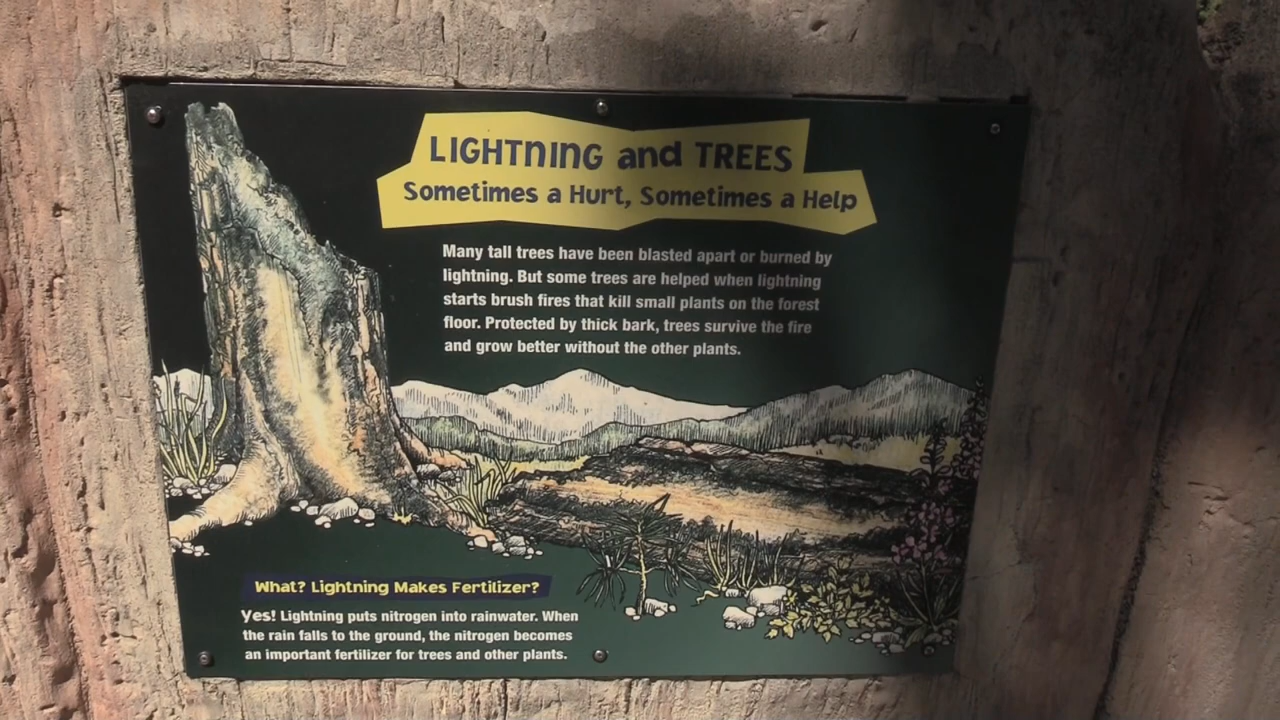 LIGHTNING and TREES
Sometimes a Hurt, Sometimes a Help
Many tall trees have been blasted apart or burned by
lightning. But some trees are helped when lightning
starts brush fires that kill small plants on the forest
floor. Protected by thick bark, trees survive the fire
and grow better without the other plants.
What? Lightning Makes Fertilizer?
Yes! Lightning puts nitrogen into rainwater. When
the rain falls to the ground, the nitrogen becomes
an important fertilizer for trees and other plants.